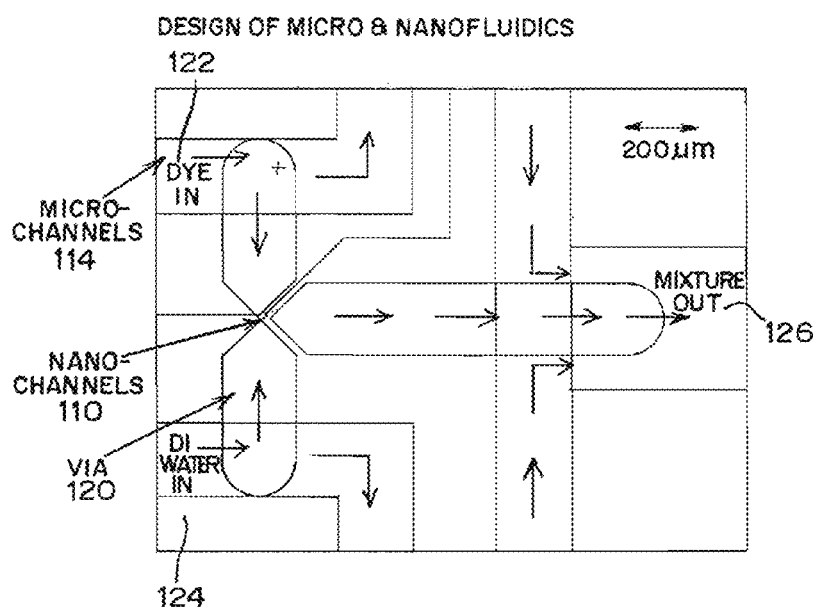 DESIGN OF MICRO & NANOFLUIDICS
122
DYE
IN
200µm
MICRO-
CHANNELS
114
MIXTURE
OUT
126
NANO-
CHANNELS
110
VIA
120
DI
WATER
IN
124